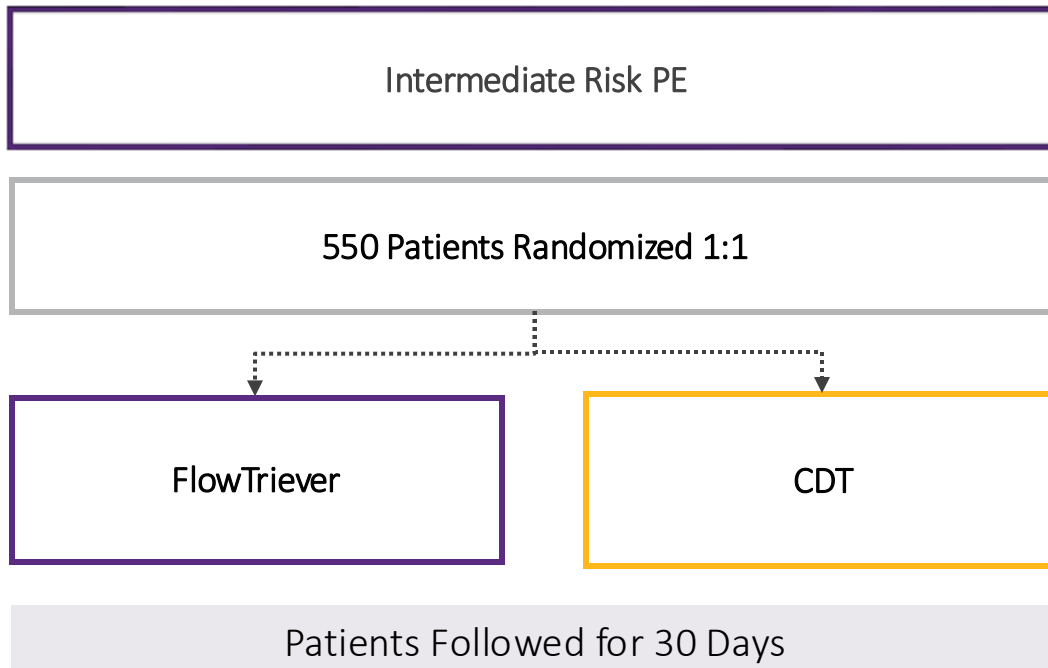 Intermediate Risk PE
550 Patients Randomized 1:1
FlowTriever
CDT
Patients Followed for 30 Days